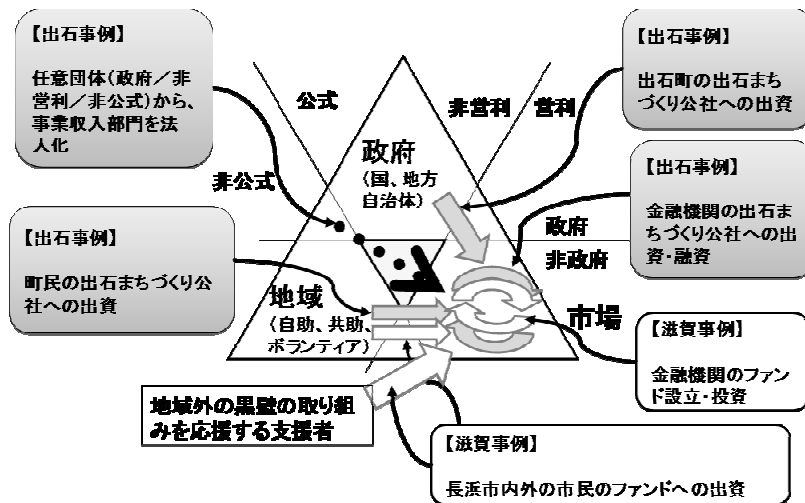 【出石事例】
任意団体(政府／非
営利／非公式)から、
事業収入部門を法
人化
【出石事例】
出石町の出石まち
づくり公社への出資
公式
非営利
営利
政府
(国、地方
自治体)
非公式
【出石事例】
金融機関の出石ま
ちづくり公社への出
資・融資
政府
非政府
【出石事例】
町民の出石まちづくり公
社への出資
地域
(自助、共助、
ボランティア)
市場
【滋賀事例】
金融機関のファン
ド設立・投資
地域外の黒壁の取り組
みを応援する支援者
【滋賀事例】
長浜市内外の市民のファンドへの出資